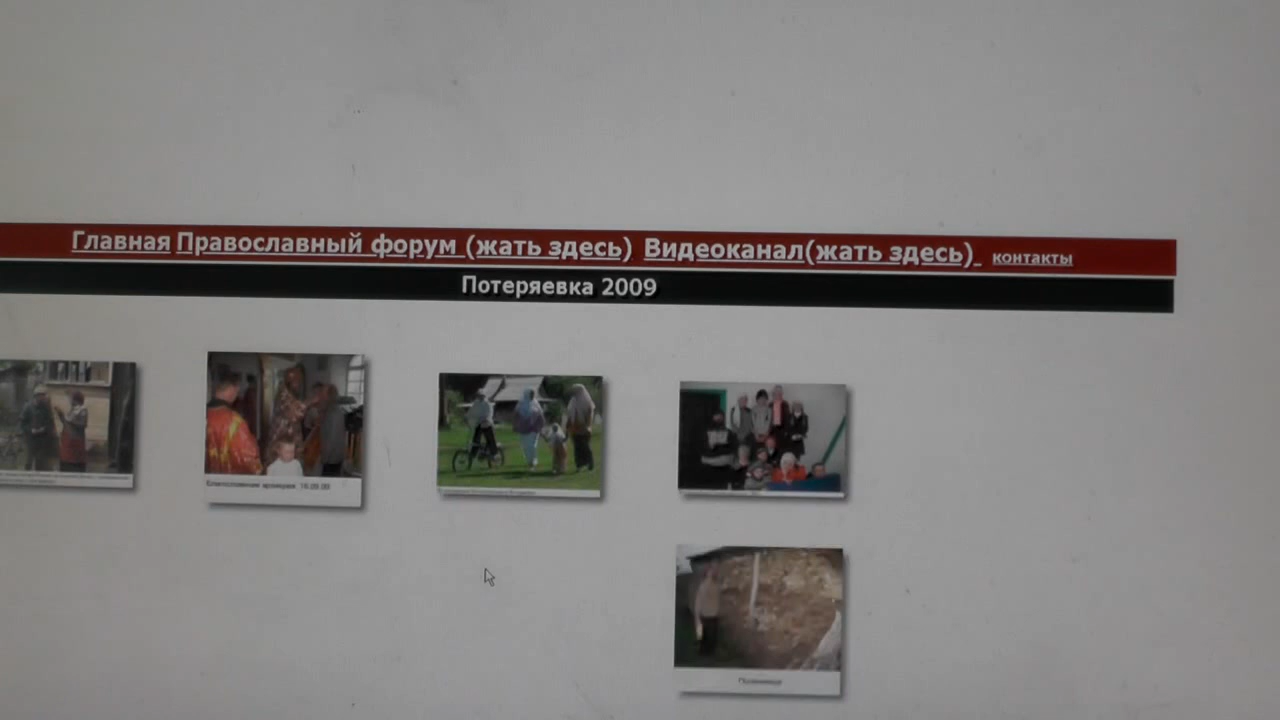 Главная Православный форум (жать здесь) Видеоканал(жать здесь) контакты
Потеряевка 2009